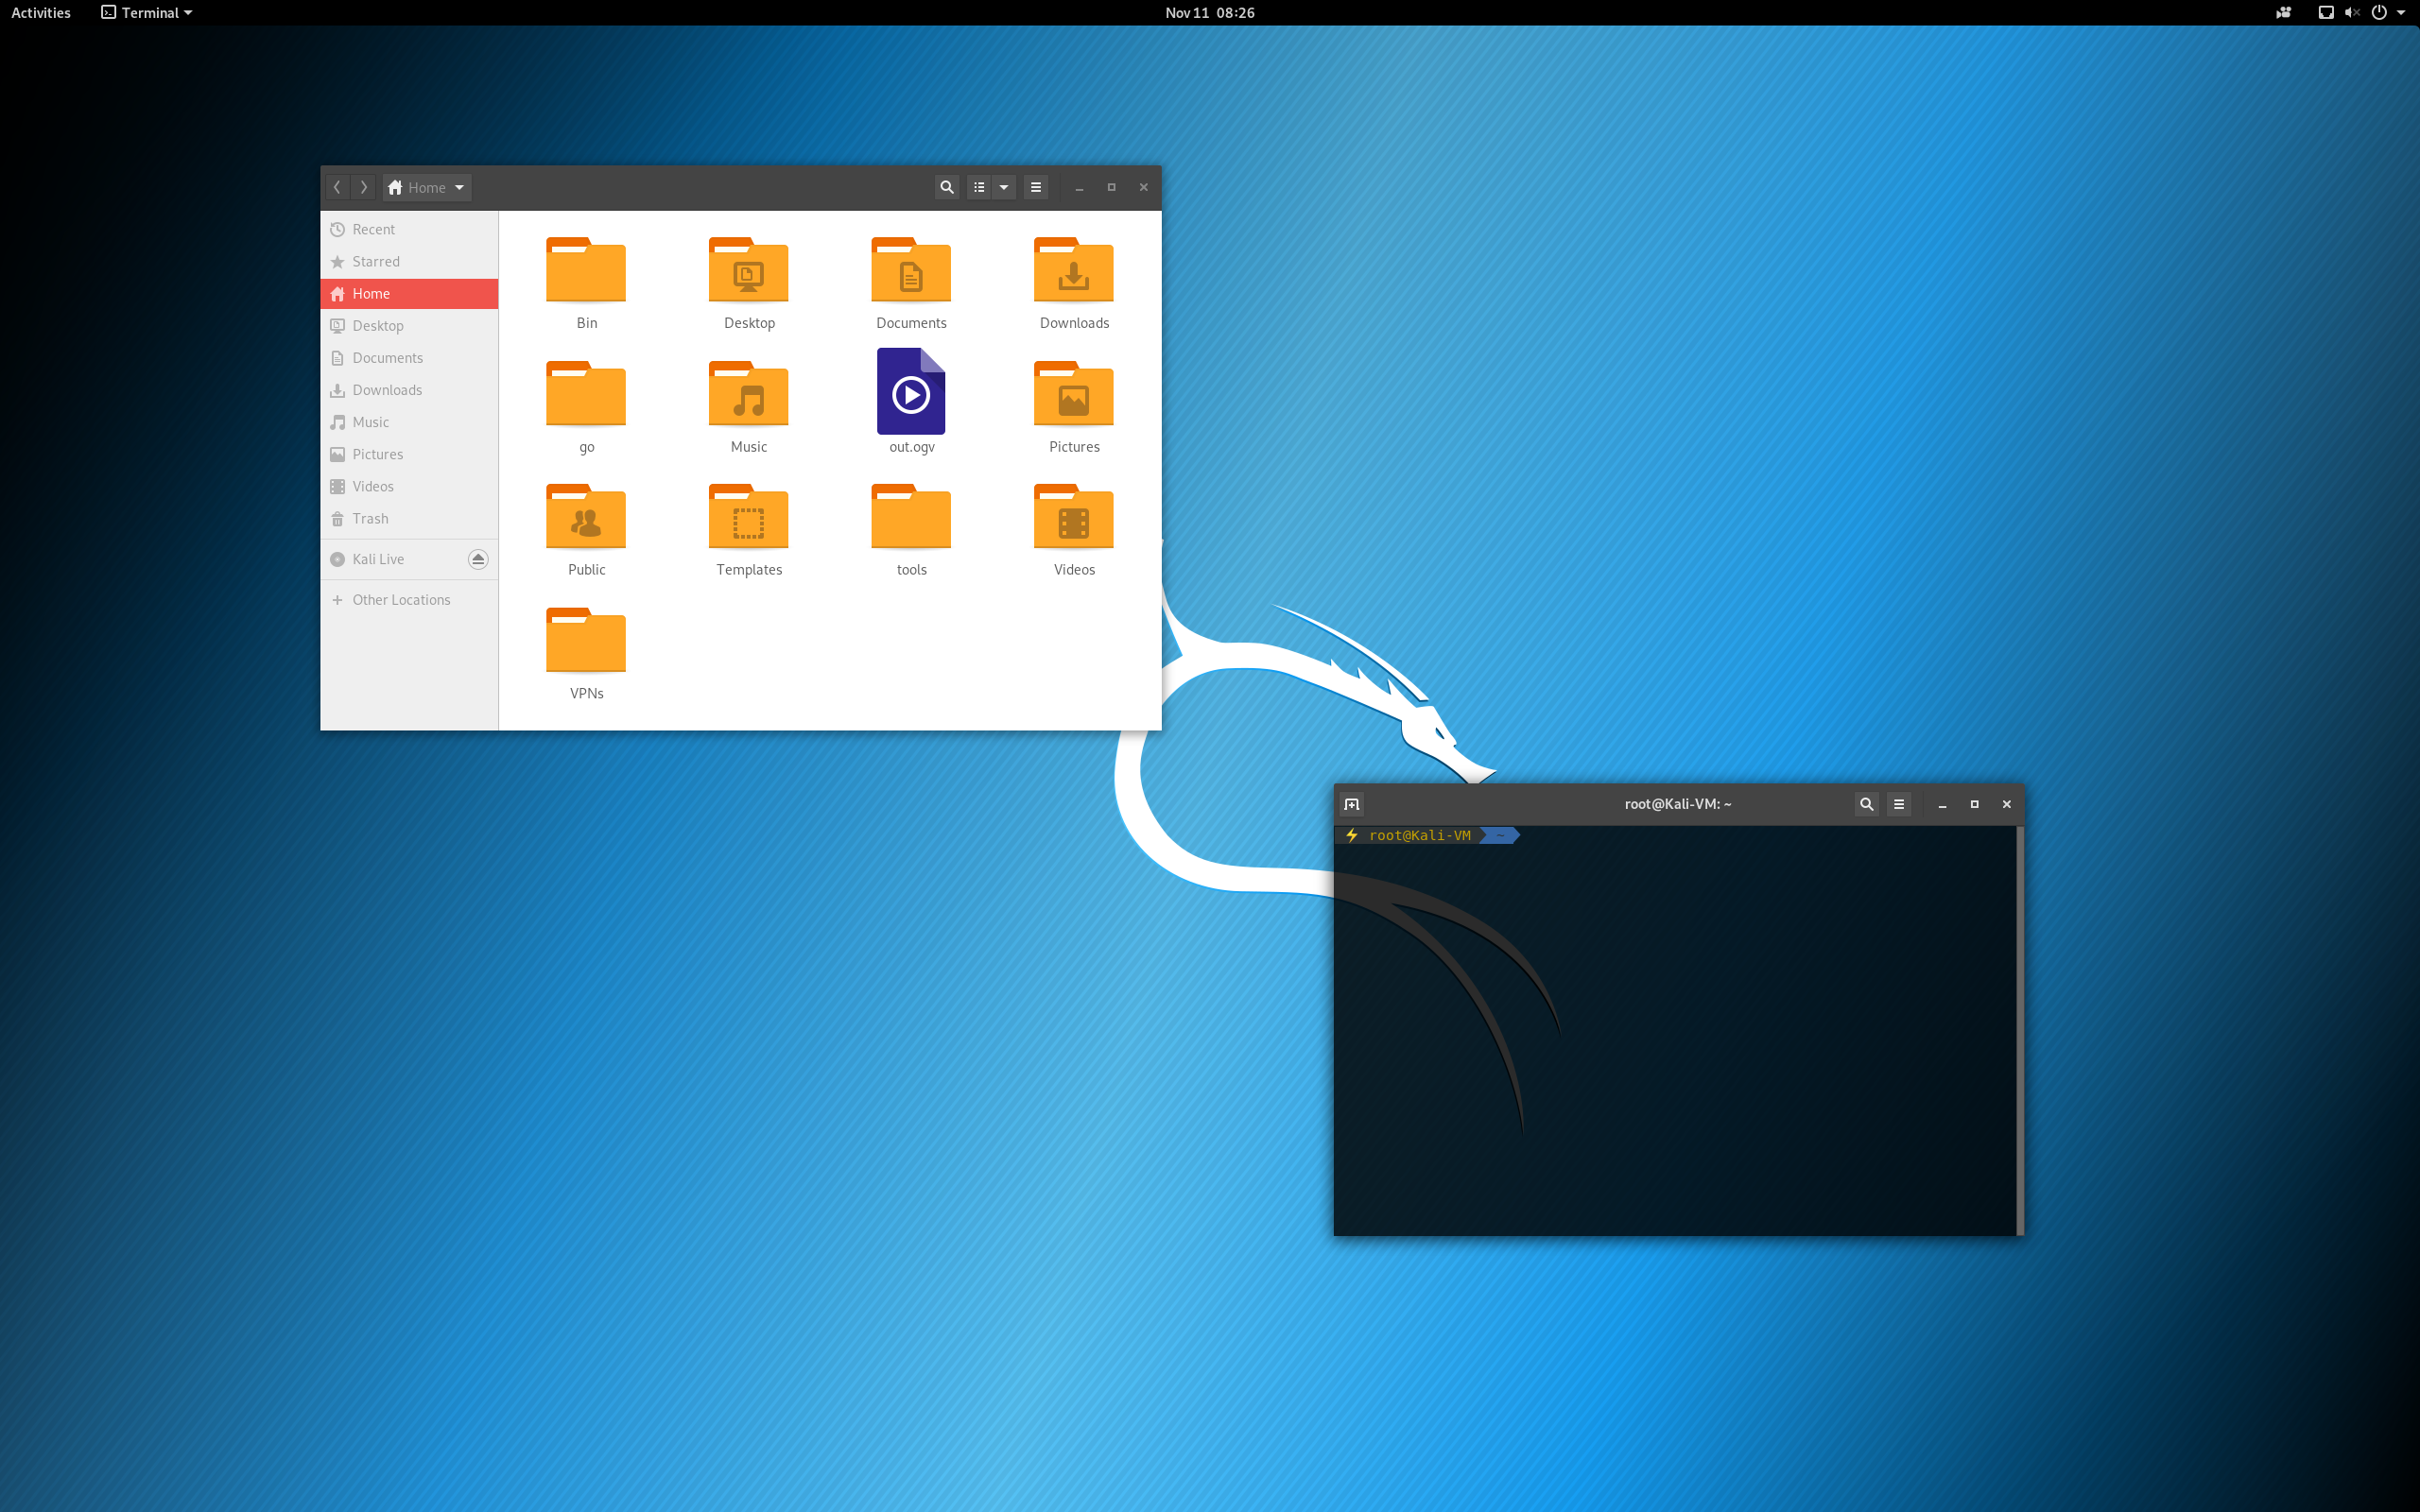 Activities
Terminal
Nov 11 08:26
Home
Recent
Starred
Home
Desktop
Documents
Downloads
Music
Pictures
Videos
Trash
Kali Live
Other Locations
Bin
Desktop
Documents
Downloads
go
Music
out.ogv
Pictures
Public
Templates
tools
Videos
VPNs
root@Kali-VM: ~
root@Kali-VM ~